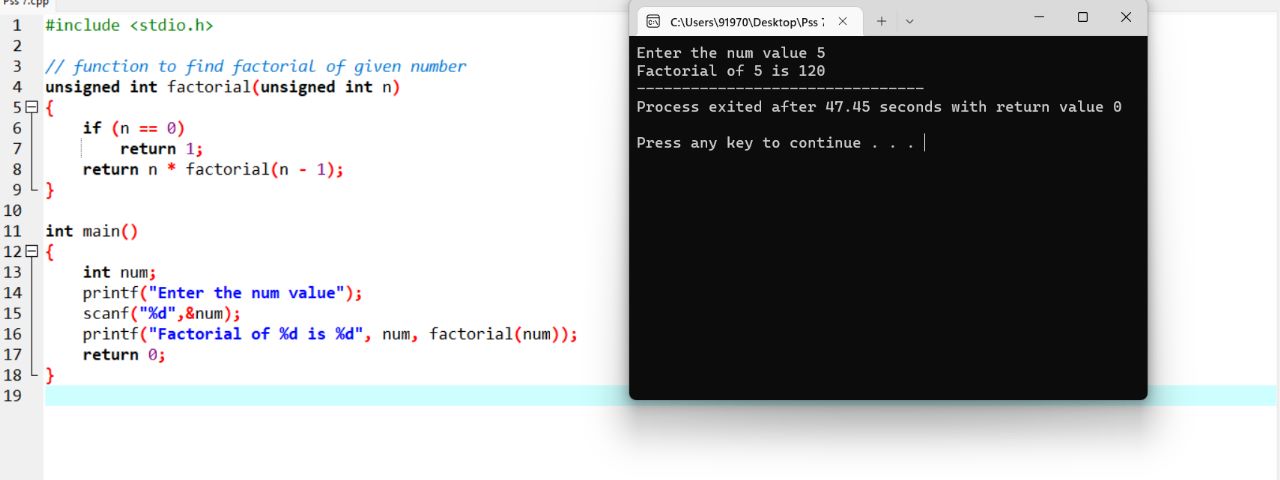 Pss 7.cpp
1 #include <stdio.h>
2
3 // function to find factorial of given number
4 unsigned int factorial(unsigned int n)
5 {
6 if (n == 0)
7 return 1;
8 return n * factorial(n - 1);
9 }
10
11 int main()
12 {
13 int num;
14 printf("Enter the num value");
15 scanf("%d",&num);
16 printf("Factorial of %d is %d", num, factorial(num));
17 return 0;
18 }
19
C:\Users\91970\Desktop\Pss 7
Enter the num value 5
Factorial of 5 is 120
--------------------------------
Process exited after 47.45 seconds with return value 0
Press any key to continue . . .